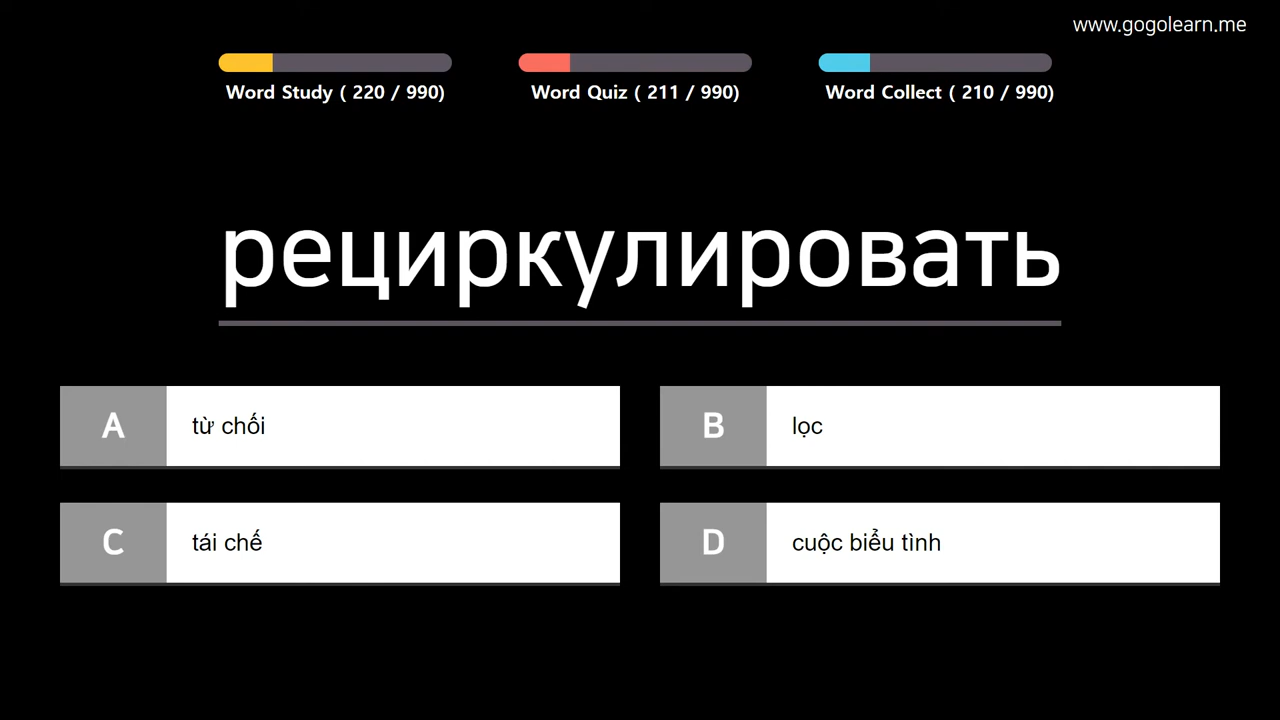 www.gogolearn.me
Word Study ( 220 / 990)
Word Quiz ( 211 / 990)
Word Collect ( 210 / 990)
рециркулировать
A từ chối
B lọc
C tái chế
D cuộc biểu tình